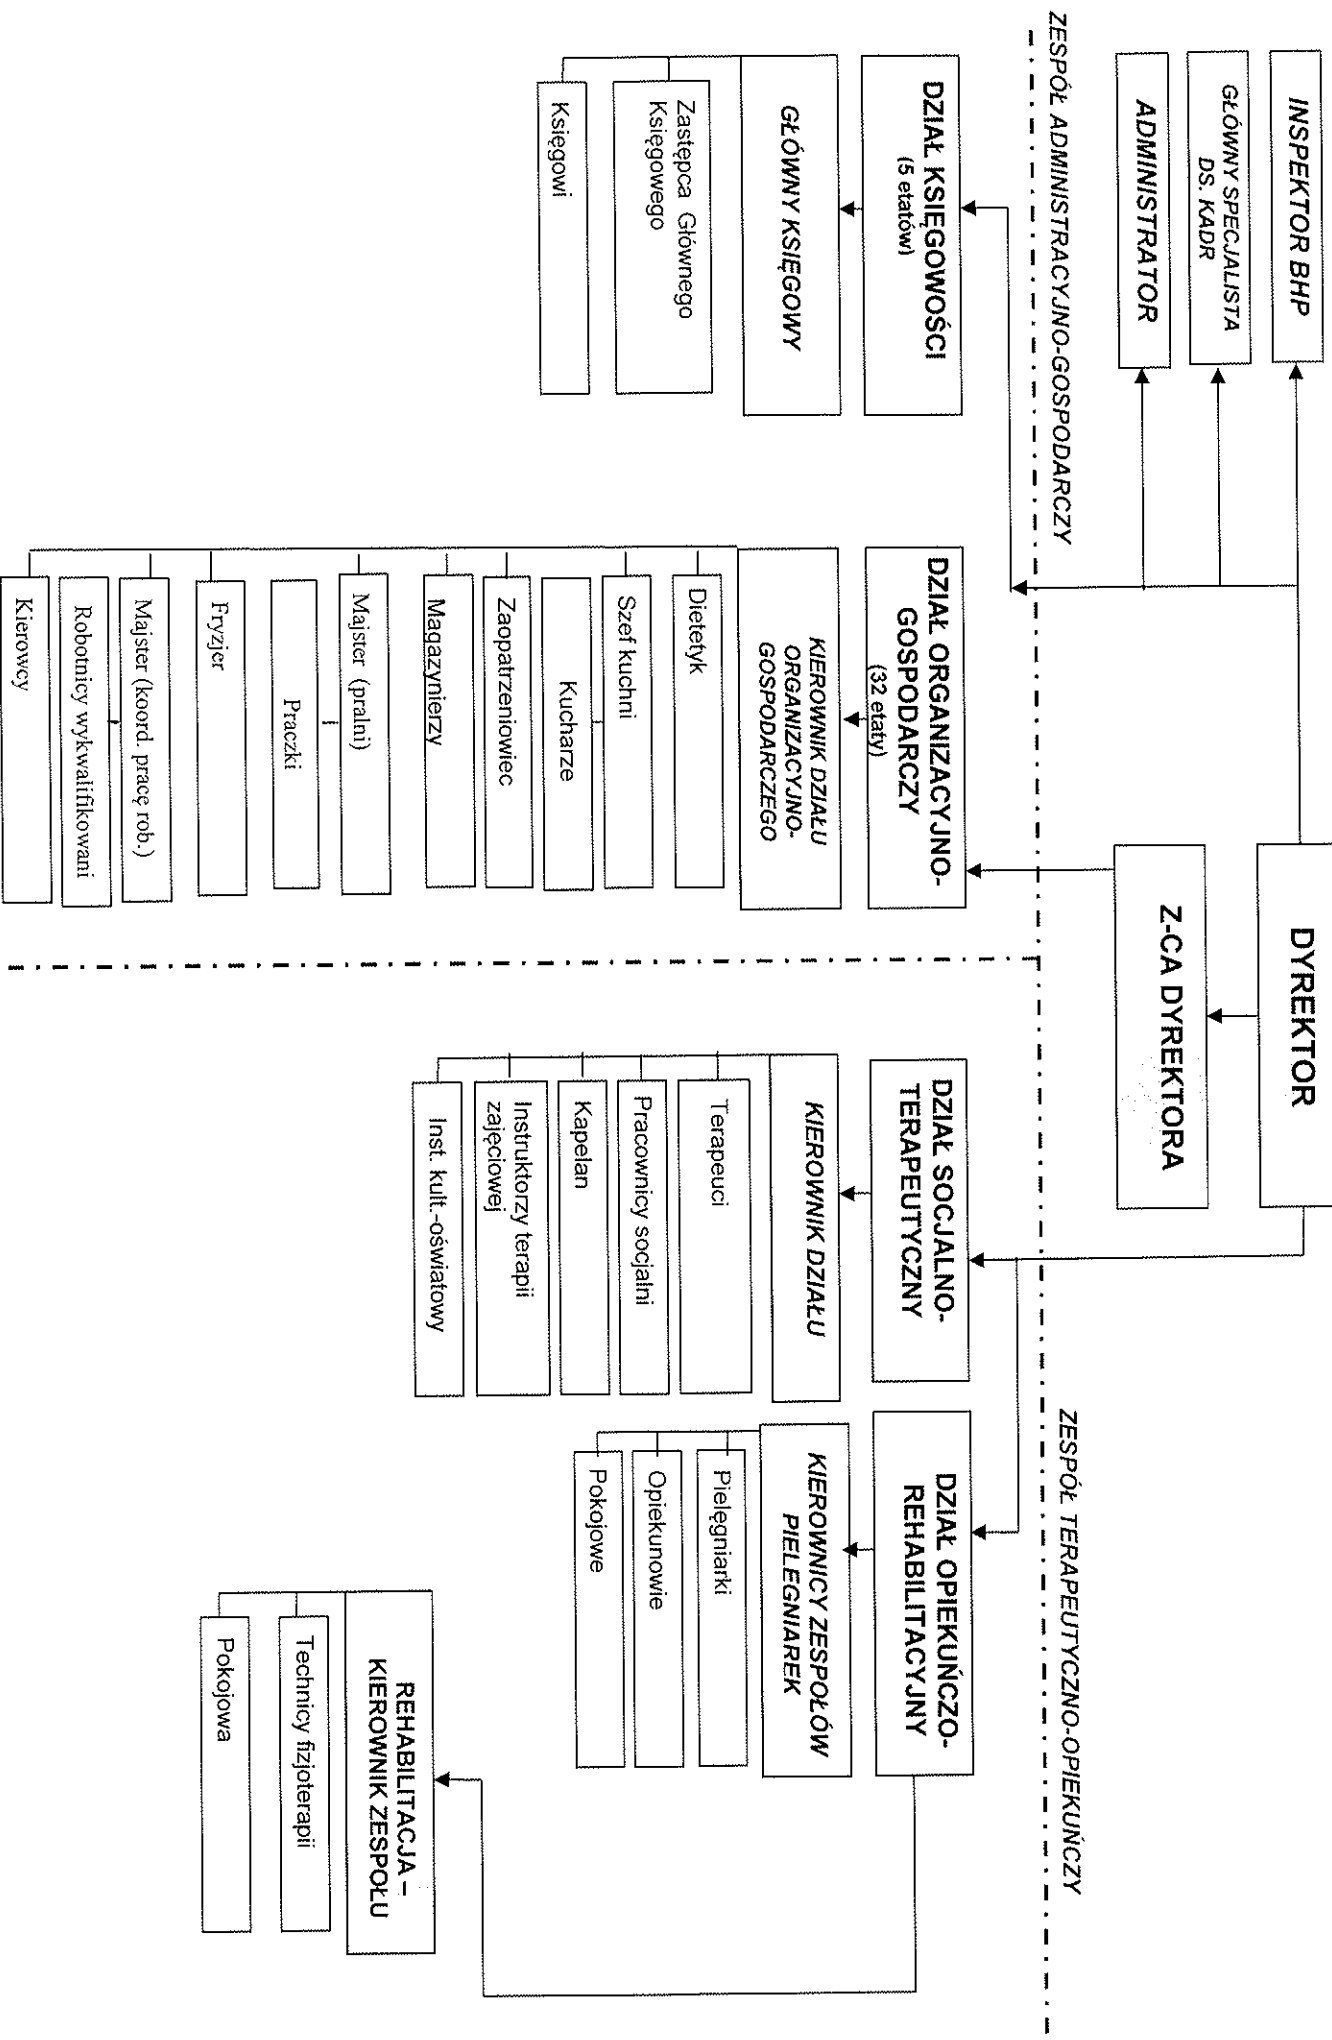 DYREKTOR
Z-CA DYREKTORA
INSPEKTOR BHP
GŁÓWNY SPECJALISTA
DS. KADR
ADMINISTRATOR
ZESPÓŁ ADMINISTRACYJNO-GOSPODARCZY
ZESPÓŁ TERAPEUTYCZNO-OPIEKUŃCZY
DZIAŁ KSIĘGOWOŚCI
(5 etatów)
GŁÓWNY KSIĘGOWY
Zastępca Głównego
Księgowego
Księgowi
DZIAŁ ORGANIZACYJNO-
GOSPODARCZY
(32 etaty)
KIEROWNIK DZIAŁU
ORGANIZACYJNO-
GOSPODARCZEGO
Dietetyk
Szef kuchni
Kucharze
Zaopatrzeniowiec
Magazynierzy
Majster (pralni)
Praczki
Fryzjer
Majster (koord. pracę rob.)
Robotnicy wykwalifikowani
Kierowcy
DZIAŁ SOCJALNO-
TERAPEUTYCZNY
KIEROWNIK DZIAŁU
Terapeuci
Pracownicy socjalni
Kapelan
Instruktorzy terapii
zajęciowej
Inst. kult.-oświatowy
DZIAŁ OPIEKUŃCZO-
REHABILITACYJNY
KIEROWNICY ZESPOŁÓW
PIELEGNIAREK
Pielęgniarki
Opiekunowie
Pokojowe
REHABILITACJA –
KIEROWNIK ZESPOŁU
Technicy fizjoterapii
Pokojowa